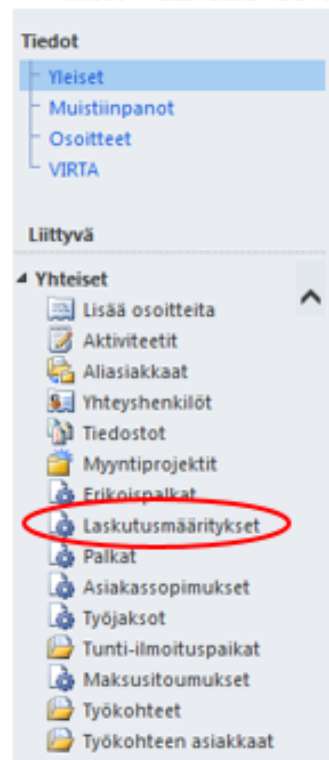 Tiedot
Yleiset
Muistiinpanot
Osoitteet
VIRTA
Liittyvä
Yhteiset
Lisää osoitteita
Aktiviteetit
Aliasiakkaat
Yhteyshenkilöt
Tiedostot
Myyntiprojektit
Erikoispalkat
Laskutusmääritykset
Palkat
Asiakassopimukset
Työjaksot
Tunti-ilmoituspaikat
Maksusitoumukset
Työkohteet
Työkohteen asiakkaat